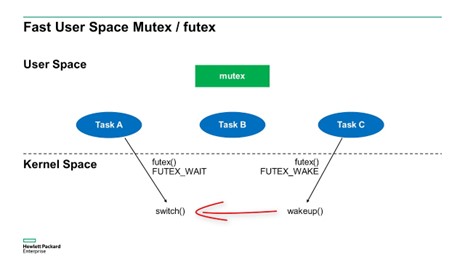 Fast User Space Mutex / futex
User Space
mutex
Task A
Task B
Task C
Kernel Space
futex()
FUTEX_WAIT
futex()
FUTEX_WAKE
switch()
wakeup()
Hewlett Packard
Enterprise